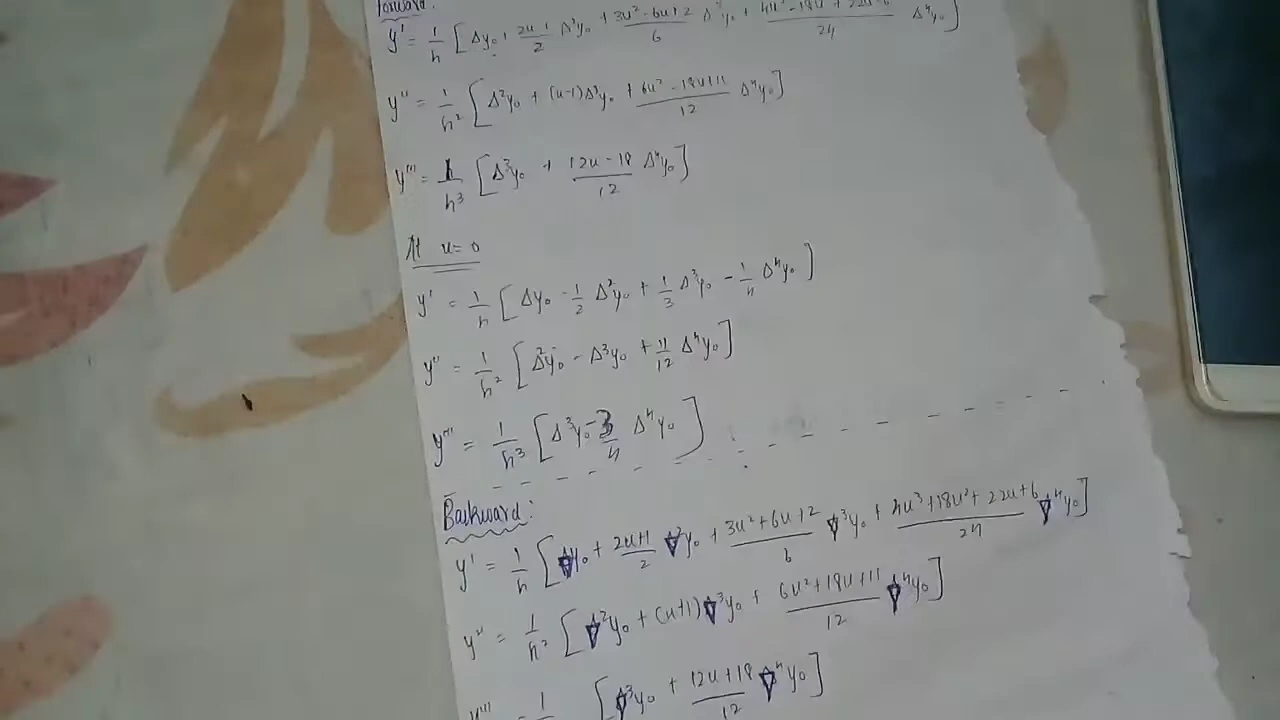 Forward:
y' = 1/h [Δy₀ + 2u-1/2 Δ²y₀ + 3u²-6u+2/6 Δ³y₀ + 4u³-18u²+22u-6/24 Δ⁴y₀]
y'' = 1/h² [Δ²y₀ + (u-1)Δ³y₀ + 6u²-18u+11/12 Δ⁴y₀]
y''' = 1/h³ [Δ³y₀ + 12u-18/12 Δ⁴y₀]
At u=0
y' = 1/h [Δy₀ - 1/2 Δ²y₀ + 1/3 Δ³y₀ - 1/4 Δ⁴y₀]
y'' = 1/h² [Δ²y₀ - Δ³y₀ + 11/12 Δ⁴y₀]
y''' = 1/h³ [Δ³y₀ - 3/4 Δ⁴y₀]
Backward:
y' = 1/h [∇y₀ + 2u+1/2 ∇²y₀ + 3u²+6u+2/6 ∇³y₀ + 4u³+18u²+22u+6/24 ∇⁴y₀]
y'' = 1/h² [∇²y₀ + (u+1)∇³y₀ + 6u²+18u+11/12 ∇⁴y₀]
y''' = 1 [∇³y₀ + 12u+18/12 ∇⁴y₀]